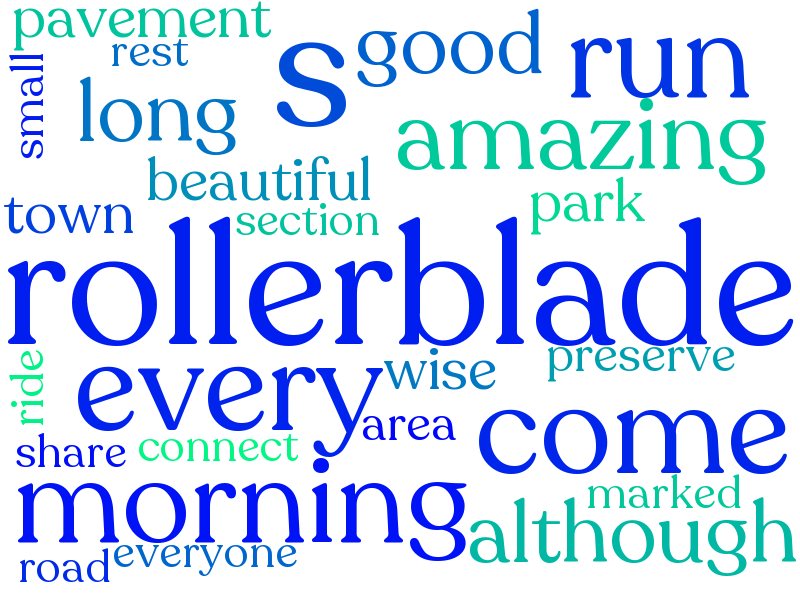 pavement
rest
small
long
s
good
run
amazing
beautiful
town
section
park
rollerblade
ride
every
wise
preserve
area
come
share
connect
morning
marked
although
road
everyone